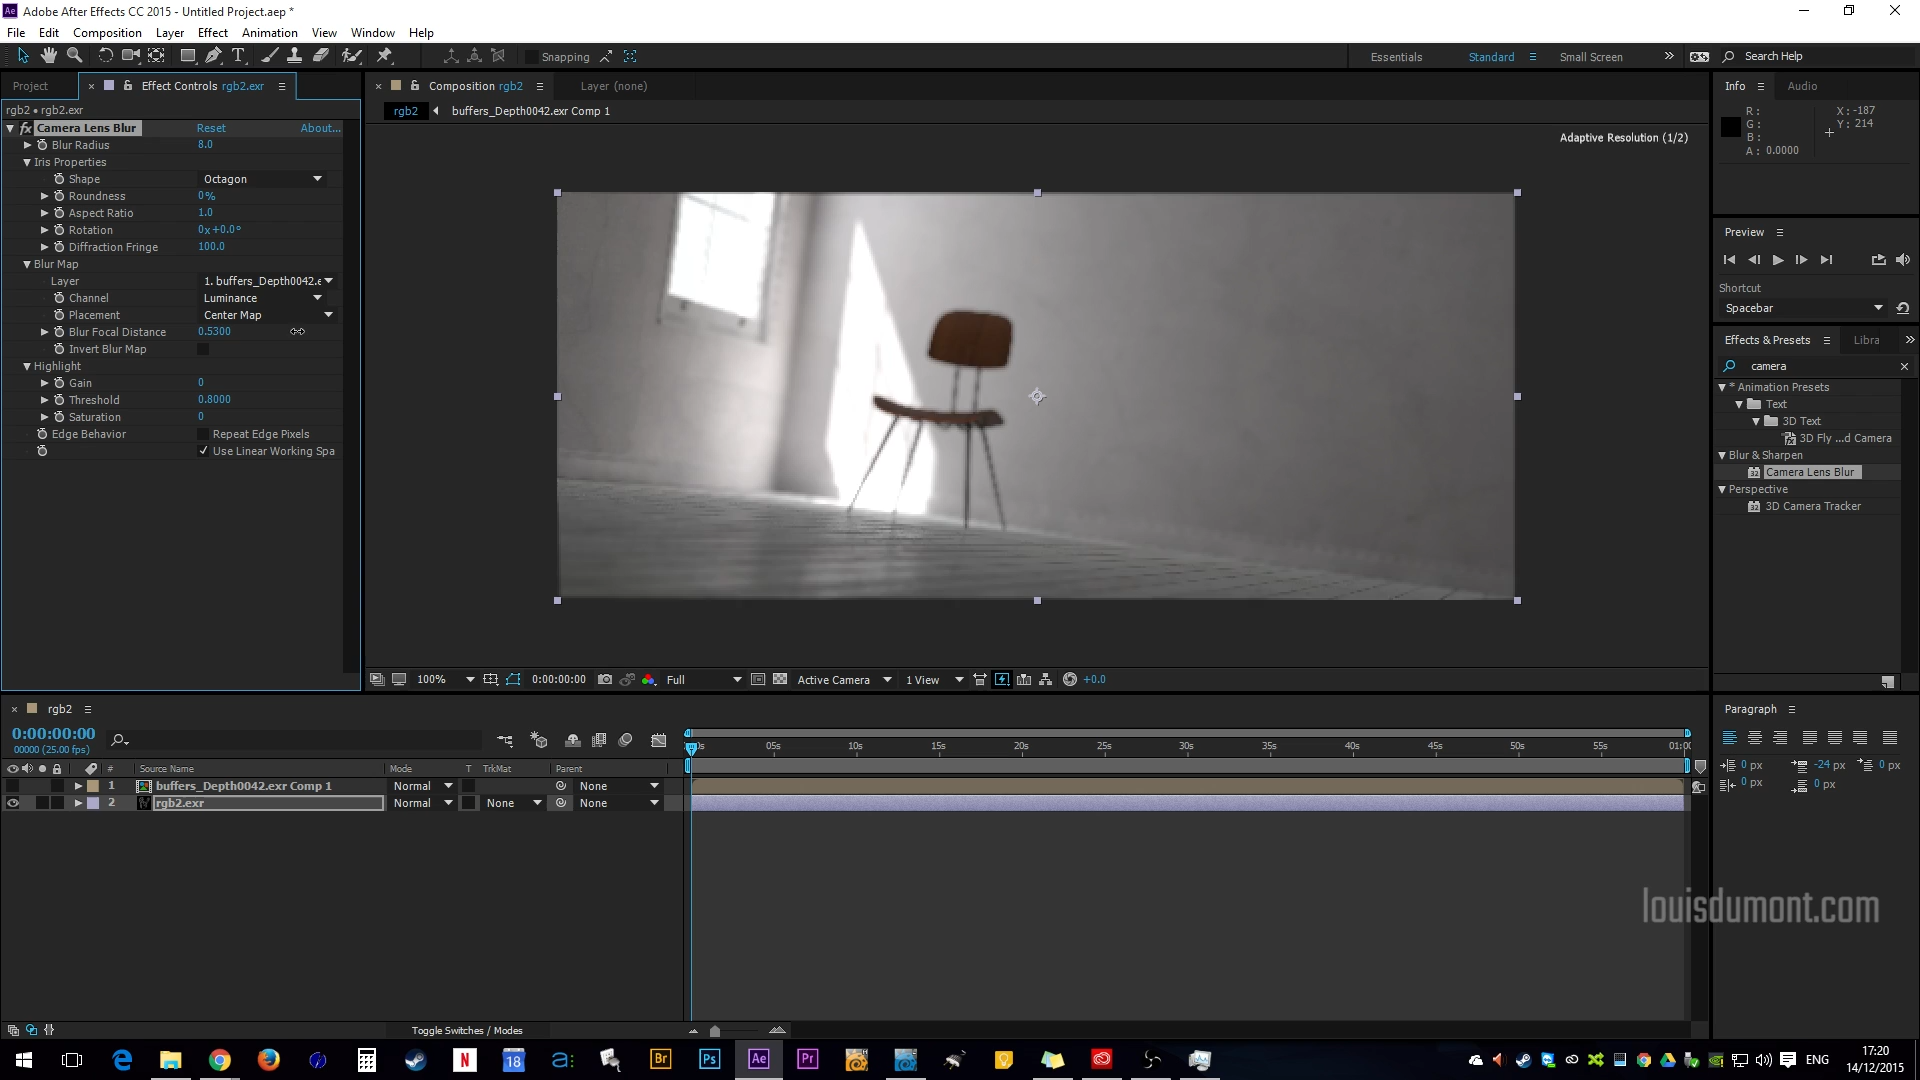 Adobe After Effects CC 2015 - Untitled Project.aep *
File Edit Composition Layer Effect Animation View Window Help
Snapping Essentials Standard Small Screen Search Help
Project Effect Controls rgb2.exr
rgb2 • rgb2.exr
fx Camera Lens Blur Reset About...
Blur Radius 8.0
Iris Properties
Shape Octagon
Roundness 0%
Aspect Ratio 1.0
Rotation 0x+0.0°
Diffraction Fringe 100.0
Blur Map
Layer 1. buffers_Depth0042.e
Channel Luminance
Placement Center Map
Blur Focal Distance 0.5300
Invert Blur Map
Highlight
Gain 0
Threshold 0.8000
Saturation 0
Edge Behavior Repeat Edge Pixels
Use Linear Working Spa
Composition rgb2 Layer (none)
rgb2 buffers_Depth0042.exr Comp 1
Adaptive Resolution (1/2)
100% 0:00:00:00 Full Active Camera 1 View +0.0
Info Audio
R: X: -187
G: Y: 214
B:
A: 0.0000
Preview
Shortcut
Spacebar
Effects & Presets Libra
camera
* Animation Presets
Text
3D Text
3D Fly ...d Camera
Blur & Sharpen
Camera Lens Blur
Perspective
3D Camera Tracker
rgb2
0:00:00:00
00000 (25.00 fps)
05s 10s 15s 20s 25s 30s 35s 40s 45s 50s 55s 01:00
# Source Name Mode T TrkMat Parent
1 buffers_Depth0042.exr Comp 1 Normal None
2 rgb2.exr Normal None None
Toggle Switches / Modes
Paragraph
0 px -24 px 0 px
0 px 0 px
louisdumont.com
N 18 a: Br Ps Ae Pr
ENG
17:20
14/12/2015